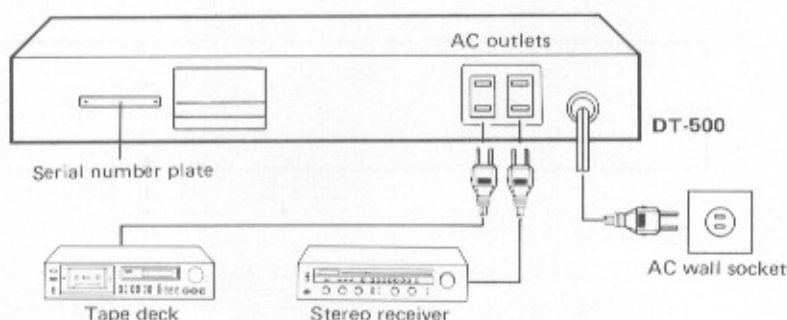 AC outlets
DT-500
Serial number plate
AC wall socket
Tape deck
Stereo receiver